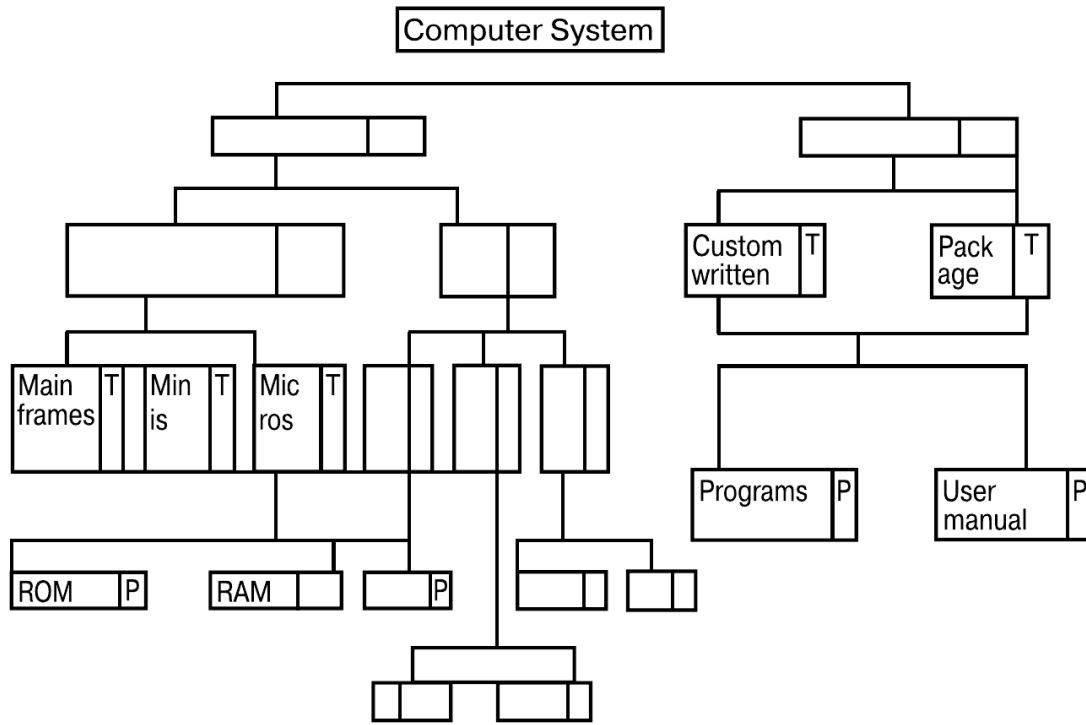 Computer System
Custom T
written
Pack T
age
Main T
frames
Min T
is
Mic T
ros
Programs P
User P
manual
ROM P
RAM
P